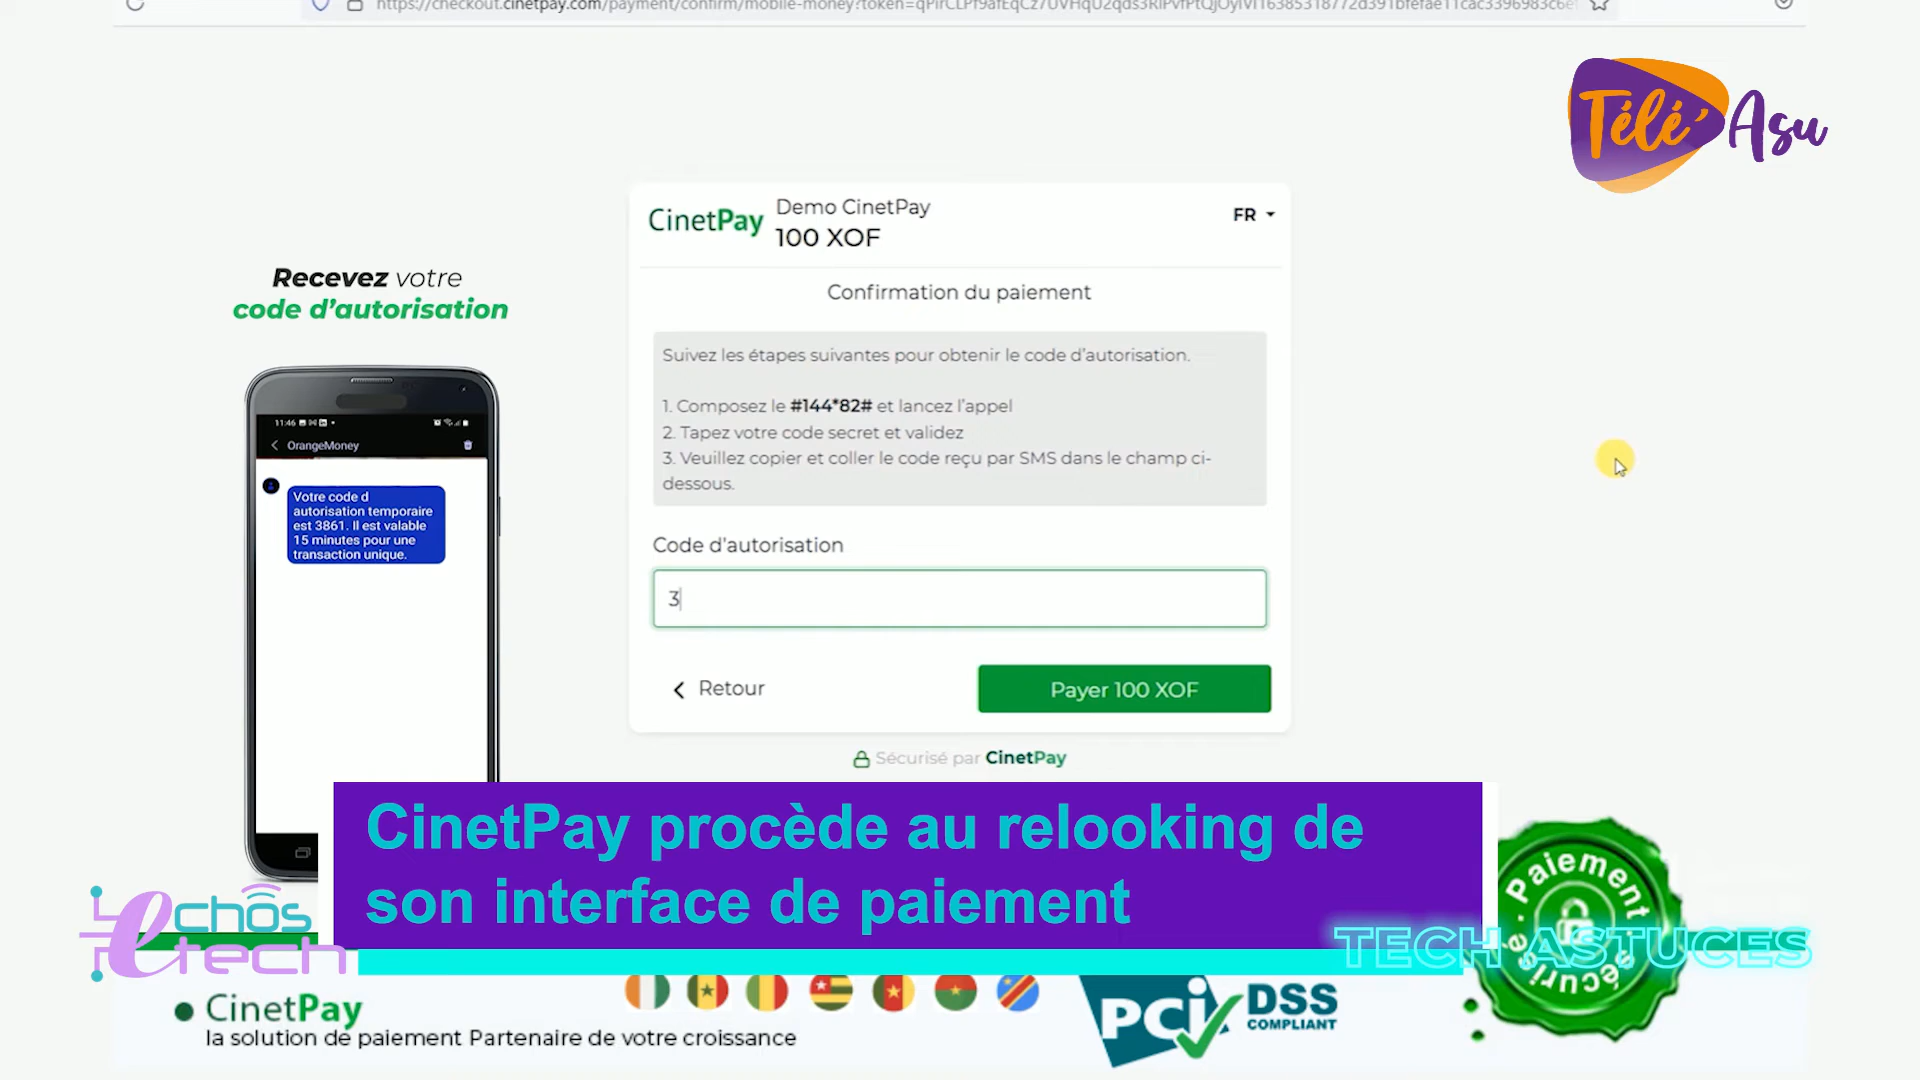 Télé' Asu
CinetPay
Demo CinetPay
100 XOF
FR
Confirmation du paiement
Suivez les étapes suivantes pour obtenir le code d'autorisation.
1. Composez le #144*82# et lancez l'appel
2. Tapez votre code secret et validez
3. Veuillez copier et coller le code reçu par SMS dans le champ ci-
dessous.
Code d'autorisation
3
Retour
Payer 100 XOF
Sécurisé par CinetPay
Recevez votre
code d'autorisation
11:46
OrangeMoney
Votre code d
autorisation temporaire
est 3861. Il est valable
15 minutes pour une
transaction unique.
CinetPay procède au relooking de
son interface de paiement
echos
etech
TECH ASTUCES
Paiement
sécurisé
CinetPay
la solution de paiement Partenaire de votre croissance
PCI DSS
COMPLIANT